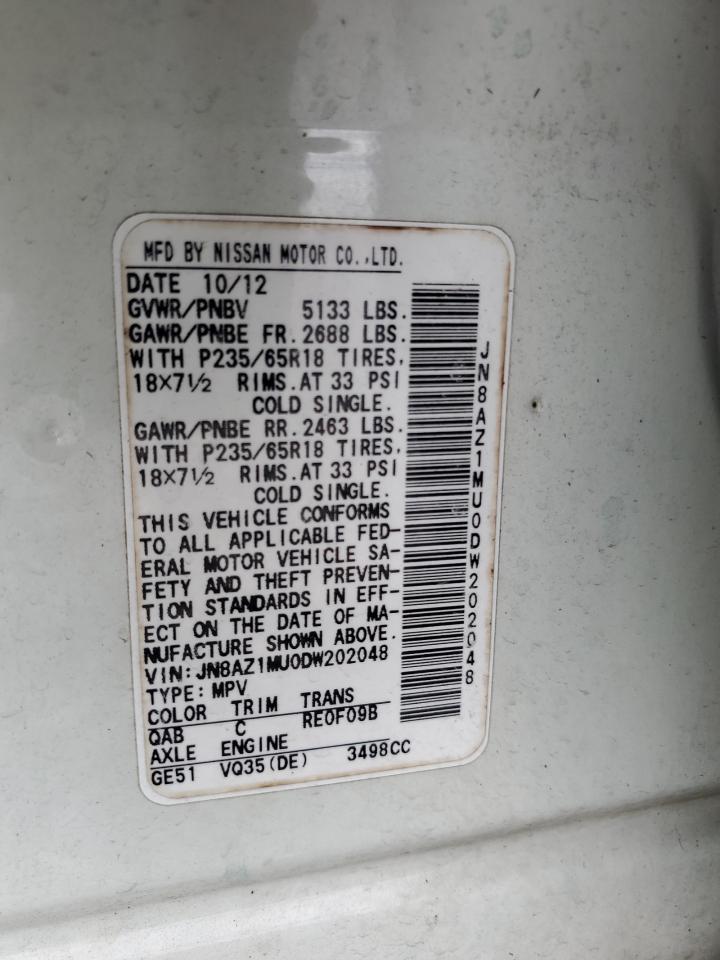 MFD BY NISSAN MOTOR CO.,LTD.
DATE 10/12
GVWR/PNBV 5133 LBS.
GAWR/PNBE FR. 2688 LBS.
WITH P235/65R18 TIRES,
18×7½ RIMS. AT 33 PSI
COLD SINGLE.
GAWR/PNBE RR. 2463 LBS.
WITH P235/65R18 TIRES,
18×7½ RIMS. AT 33 PSI
COLD SINGLE.
THIS VEHICLE CONFORMS
TO ALL APPLICABLE FED-
ERAL MOTOR VEHICLE SA-
FETY AND THEFT PREVEN-
TION STANDARDS IN EFF-
ECT ON THE DATE OF MA-
NUFACTURE SHOWN ABOVE.
VIN:JN8AZ1MU0DW202048
TYPE:MPV
COLOR TRIM TRANS
QAB C RE0F09B
AXLE ENGINE
GE51 VQ35(DE) 3498CC
JN8AZ1MU0DW202048